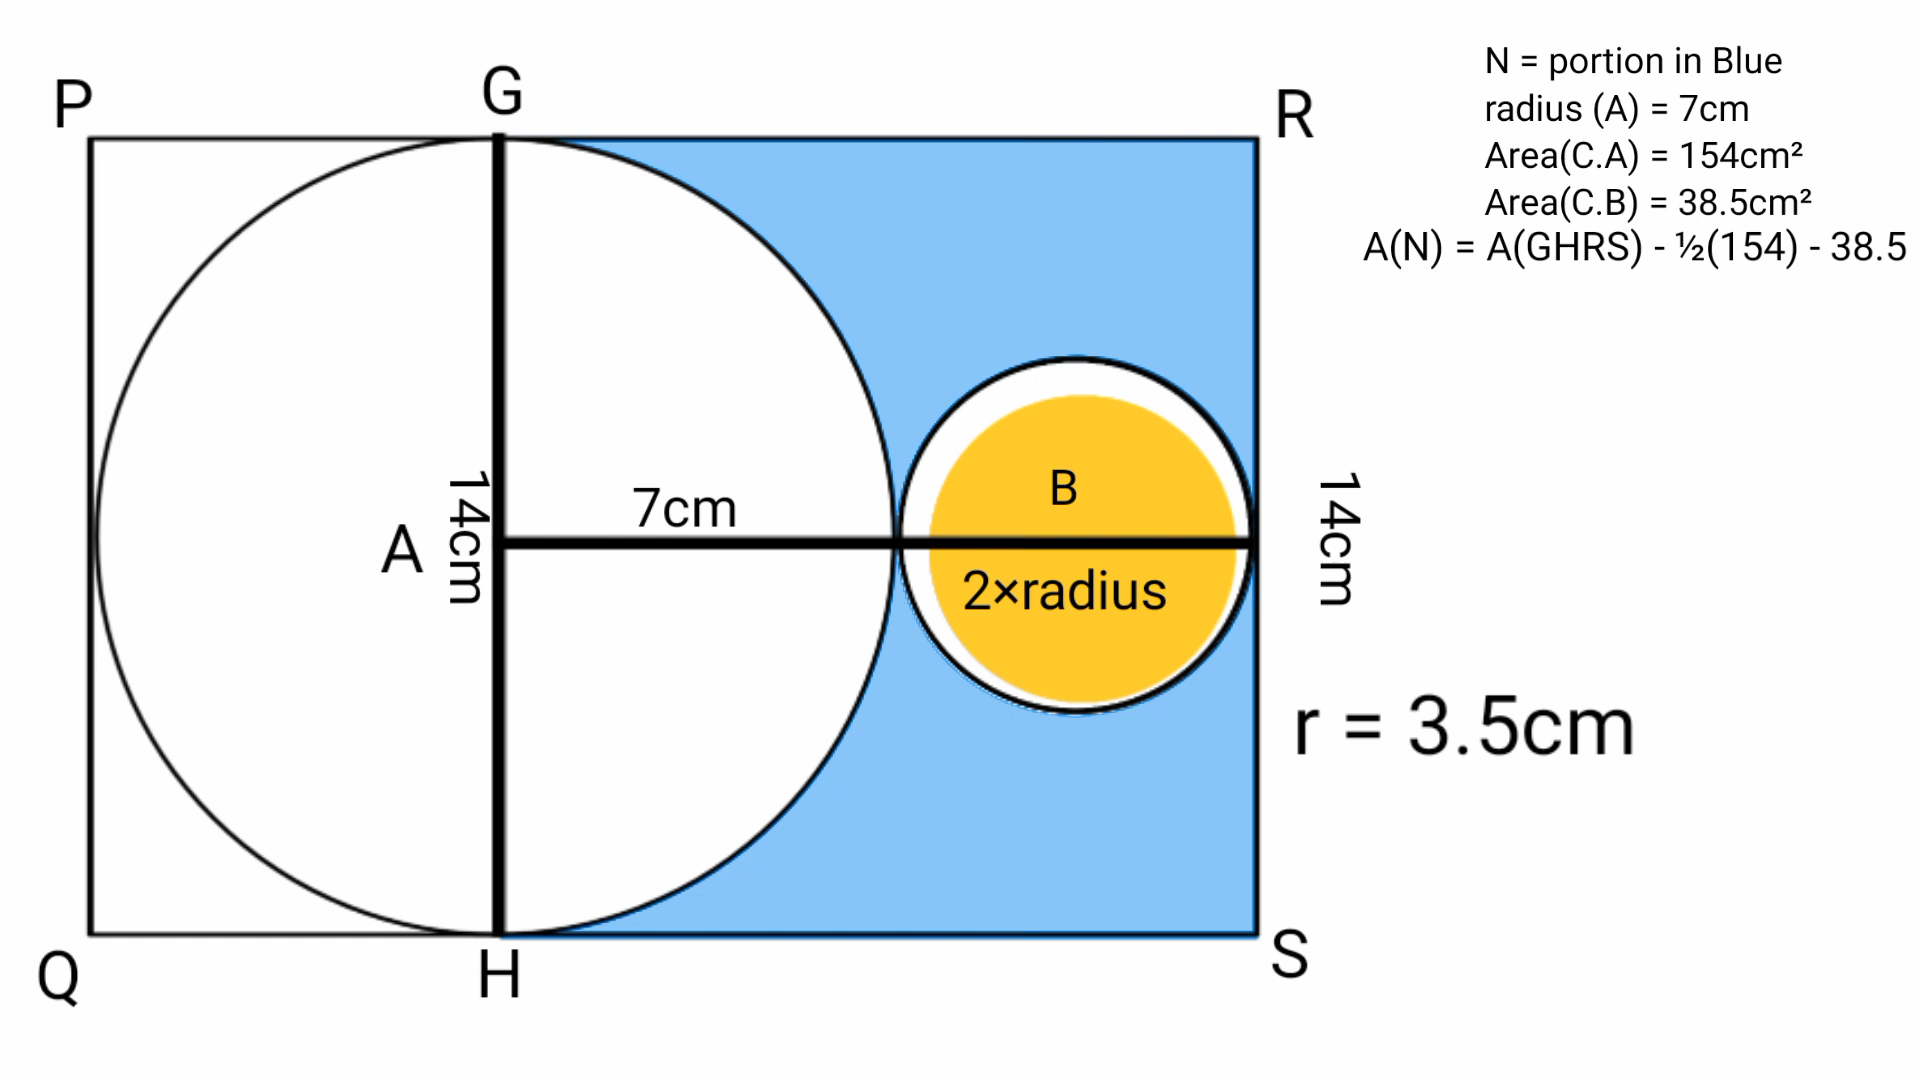 P
G
R
N = portion in Blue
radius (A) = 7cm
Area(C.A) = 154cm²
Area(C.B) = 38.5cm²
A(N) = A(GHRS) - ½(154) - 38.5
A
14cm
7cm
B
2×radius
14cm
r = 3.5cm
Q
H
S